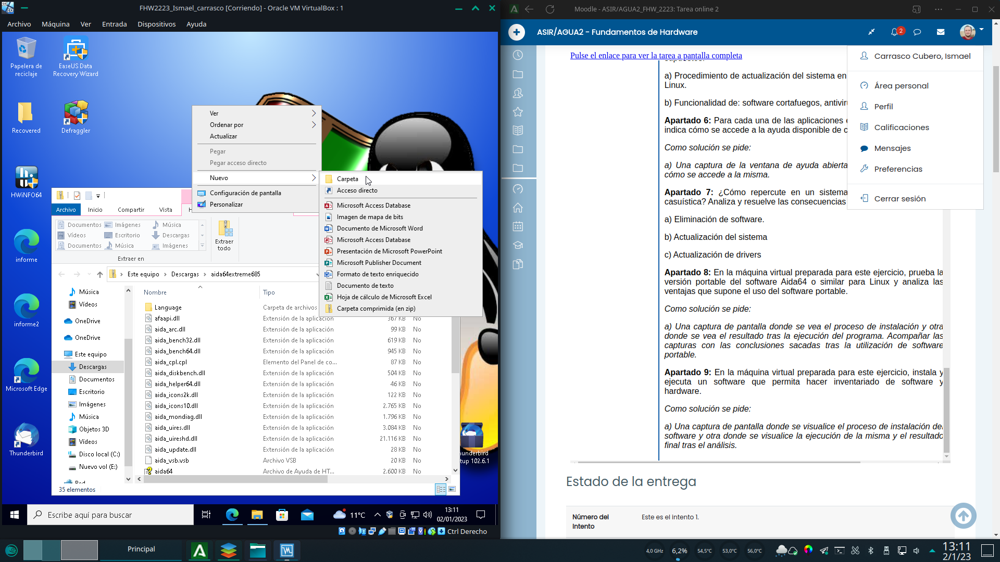 FHW2223_Ismael_carrasco [Corriendo] - Oracle VM VirtualBox : 1
Archivo Máquina Ver Entrada Dispositivos Ayuda
Papelera de reciclaje
EaseUS Data Recovery Wizard
Recovered
Defraggler
HWiNFO64
informe
informe2
Microsoft Edge
Thunderbird
Ver
Ordenar por
Actualizar
Pegar
Pegar acceso directo
Nuevo
Configuración de pantalla
Personalizar
Carpeta
Acceso directo
Microsoft Access Database
Imagen de mapa de bits
Documento de Microsoft Word
Microsoft Access Database
Presentación de Microsoft PowerPoint
Microsoft Publisher Document
Formato de texto enriquecido
Documento de texto
Hoja de cálculo de Microsoft Excel
Carpeta comprimida (en zip)
Archivo Inicio Compartir Vista
Documentos Imágenes Música
Vídeos Escritorio Descargas
Documentos Música Imágenes
Extraer en
Extraer todo
Este equipo Descargas aida64extreme685
Música
Vídeos
OneDrive
OneDrive
Este equipo
Descargas
Documentos
Escritorio
Imágenes
Música
Objetos 3D
Vídeos
Disco local (C:)
Nuevo vol (E:)
Red
Nombre Tipo
Language Carpeta de archivos
afaapi.dll Extensión de la aplicación 367 KB No
aida_arc.dll Extensión de la aplicación 99 KB No
aida_bench32.dll Extensión de la aplicación 619 KB No
aida_bench64.dll Extensión de la aplicación 945 KB No
aida_cpl.cpl Elemento del Panel de co... 87 KB No
aida_diskbench.dll Extensión de la aplicación 504 KB No
aida_helper64.dll Extensión de la aplicación 46 KB No
aida_icons2k.dll Extensión de la aplicación 122 KB No
aida_icons10.dll Extensión de la aplicación 2.765 KB No
aida_mondiag.dll Extensión de la aplicación 1.796 KB No
aida_uires.dll Extensión de la aplicación 3.084 KB No
aida_uireshd.dll Extensión de la aplicación 21.116 KB No
aida_update.dll Extensión de la aplicación 28 KB No
aida_vsb.vsb Archivo VSB 20 KB No
aida64 Archivo de Ayuda de HT... 2.600 KB No
35 elementos
hunderbird
tup 102.6.1
Escribe aquí para buscar
11°C
13:11
02/01/2023
Ctrl Derecho
Moodle - ASIR/AGUA2_FHW_2223: Tarea online 2
ASIR/AGUA2 - Fundamentos de Hardware
2
Pulse el enlace para ver la tarea a pantalla completa
supuestos:
a) Procedimiento de actualización del sistema en
Linux.
b) Funcionalidad de: software cortafuegos, antiviru
Apartado 6: Para cada una de las aplicaciones
indica cómo se accede a la ayuda disponible de c
Como solución se pide:
a) Una captura de la ventana de ayuda abierta
cómo se accede a la misma.
Apartado 7: ¿Cómo repercute en un sistema
casuística? Analiza y resuelve las consecuencias
a) Eliminación de software.
b) Actualización del sistema
c) Actualización de drivers
Apartado 8: En la máquina virtual preparada para este ejercicio, prueba la
versión portable del software Aida64 o similar para Linux y analiza las
ventajas que supone el uso del software portable.
Como solución se pide:
a) Una captura de pantalla donde se vea el proceso de instalación y otra
donde se vea el resultado tras la ejecución del programa. Acompañar las
capturas con las conclusiones sacadas tras la utilización de software
portable.
Apartado 9: En la máquina virtual preparada para este ejercicio, instala y
ejecuta un software que permita hacer inventariado de software y
hardware.
Como solución se pide:
a) Una captura de pantalla donde se visualice el proceso de instalación del
software y otra donde se visualice la ejecución de la misma y el resultado
final tras el análisis.
Carrasco Cubero, Ismael
Área personal
Perfil
Calificaciones
Mensajes
Preferencias
Cerrar sesión
Estado de la entrega
Número del Intento
Este es el intento 1.
Principal
4,0 GHz 6,2% 54,5°C 53,0°C 56,0°C
13:11
2/1/23